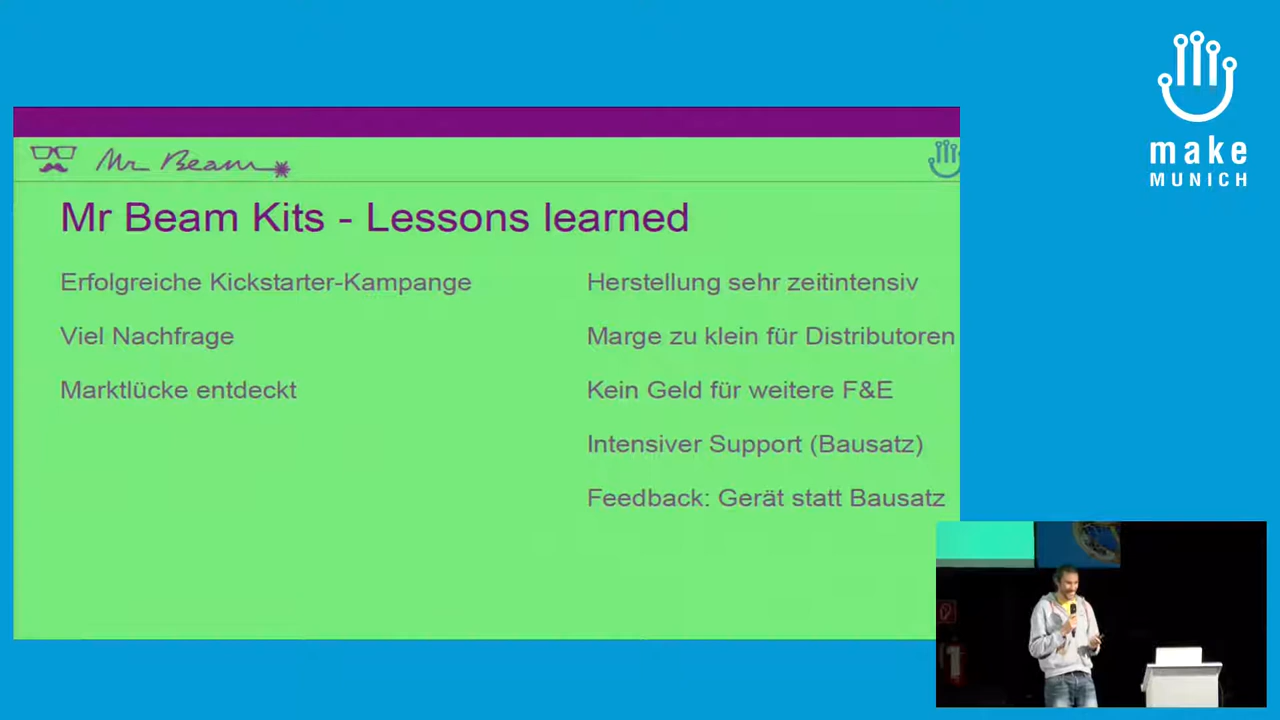 make
MUNICH
Mr Beam
Mr Beam Kits - Lessons learned
Erfolgreiche Kickstarter-Kampange
Viel Nachfrage
Marktlücke entdeckt
Herstellung sehr zeitintensiv
Marge zu klein für Distributoren
Kein Geld für weitere F&E
Intensiver Support (Bausatz)
Feedback: Gerät statt Bausatz